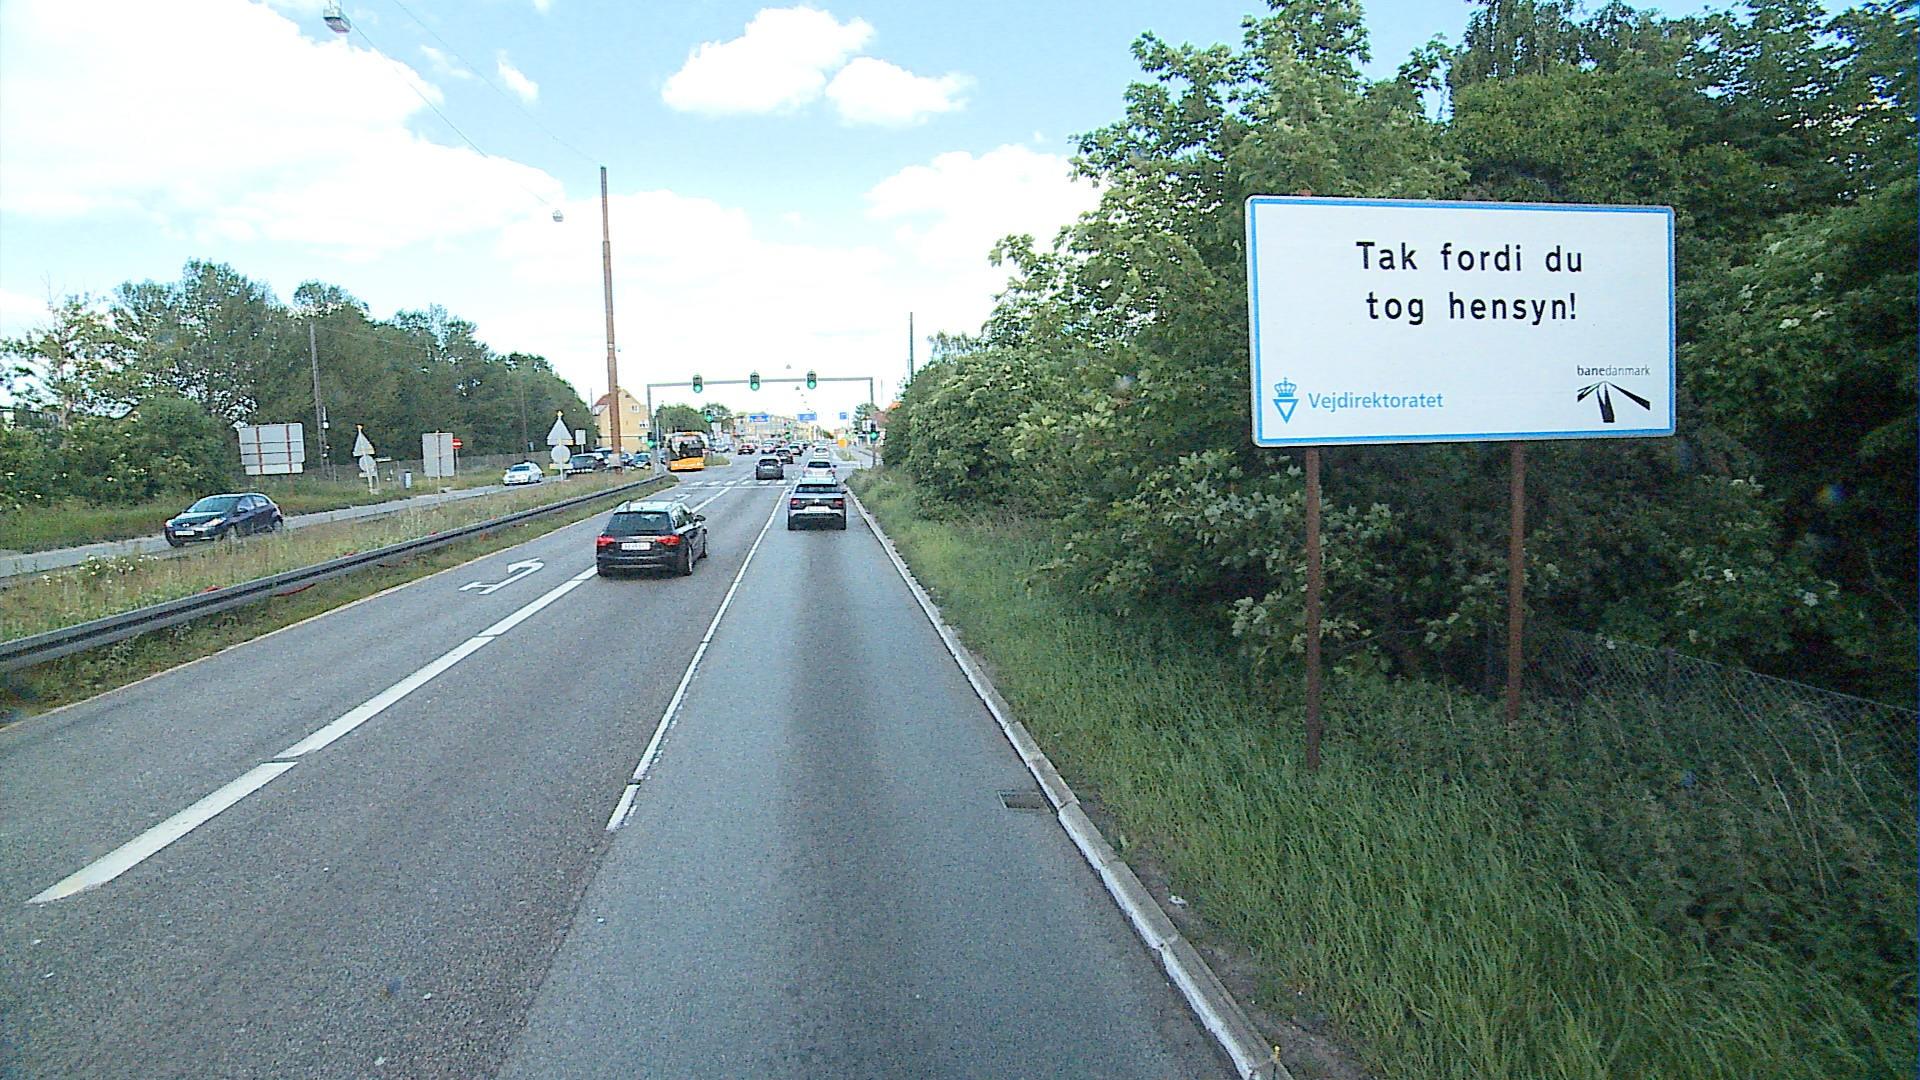 Tak fordi du
tog hensyn!
banedanmark
Vejdirektoratet